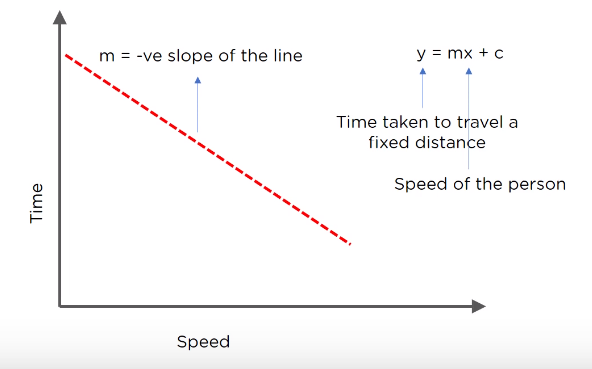 m = -ve slope of the line
y = mx + c
Time taken to travel a
fixed distance
Speed of the person
Time
Speed